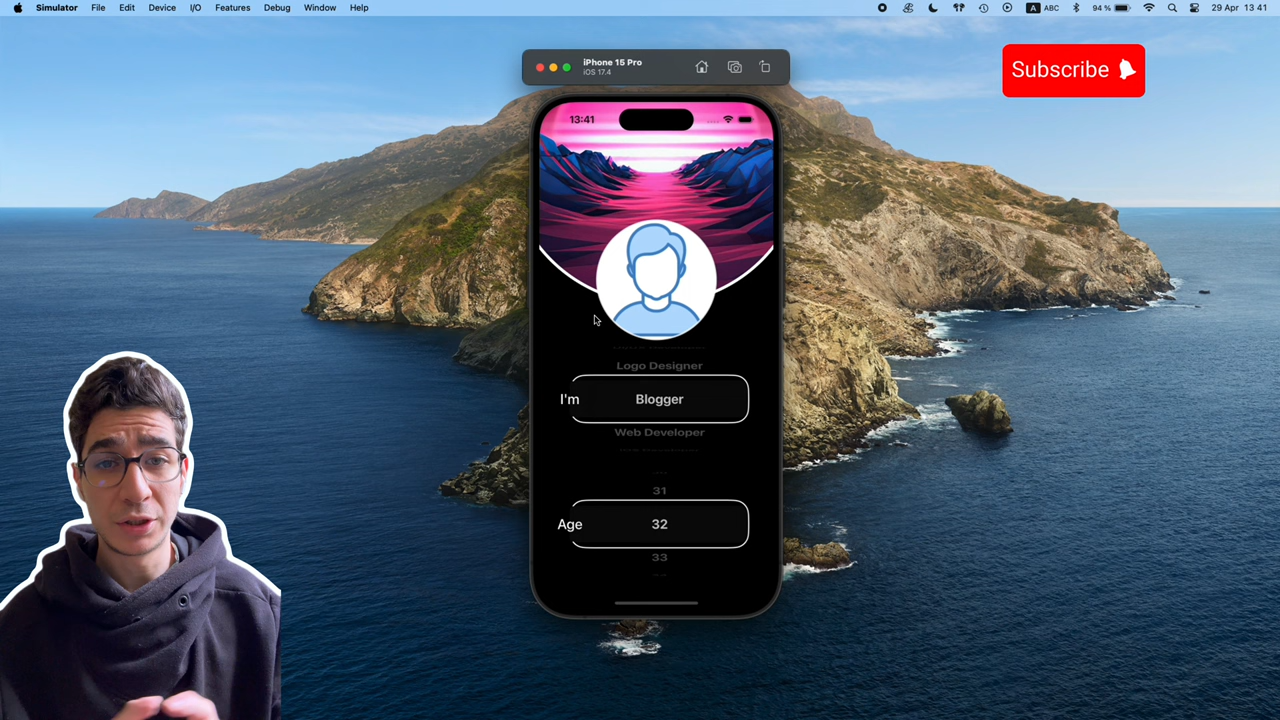 Simulator File Edit View Device I/O Features Debug Window Help
A ABC 94 % 29 Apr 13 41
Subscribe
iPhone 15 Pro
iOS 17.4
13:41
Logo Designer
I'm Blogger
Web Developer
31
Age 32
33